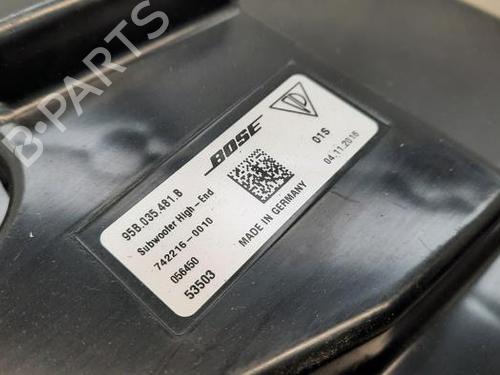 B-PARTS
BOSE
D
01S
04.11.2016
MADE IN GERMANY
958.035.481.B
Subwoofer High-End
742216-0010
056450
53503